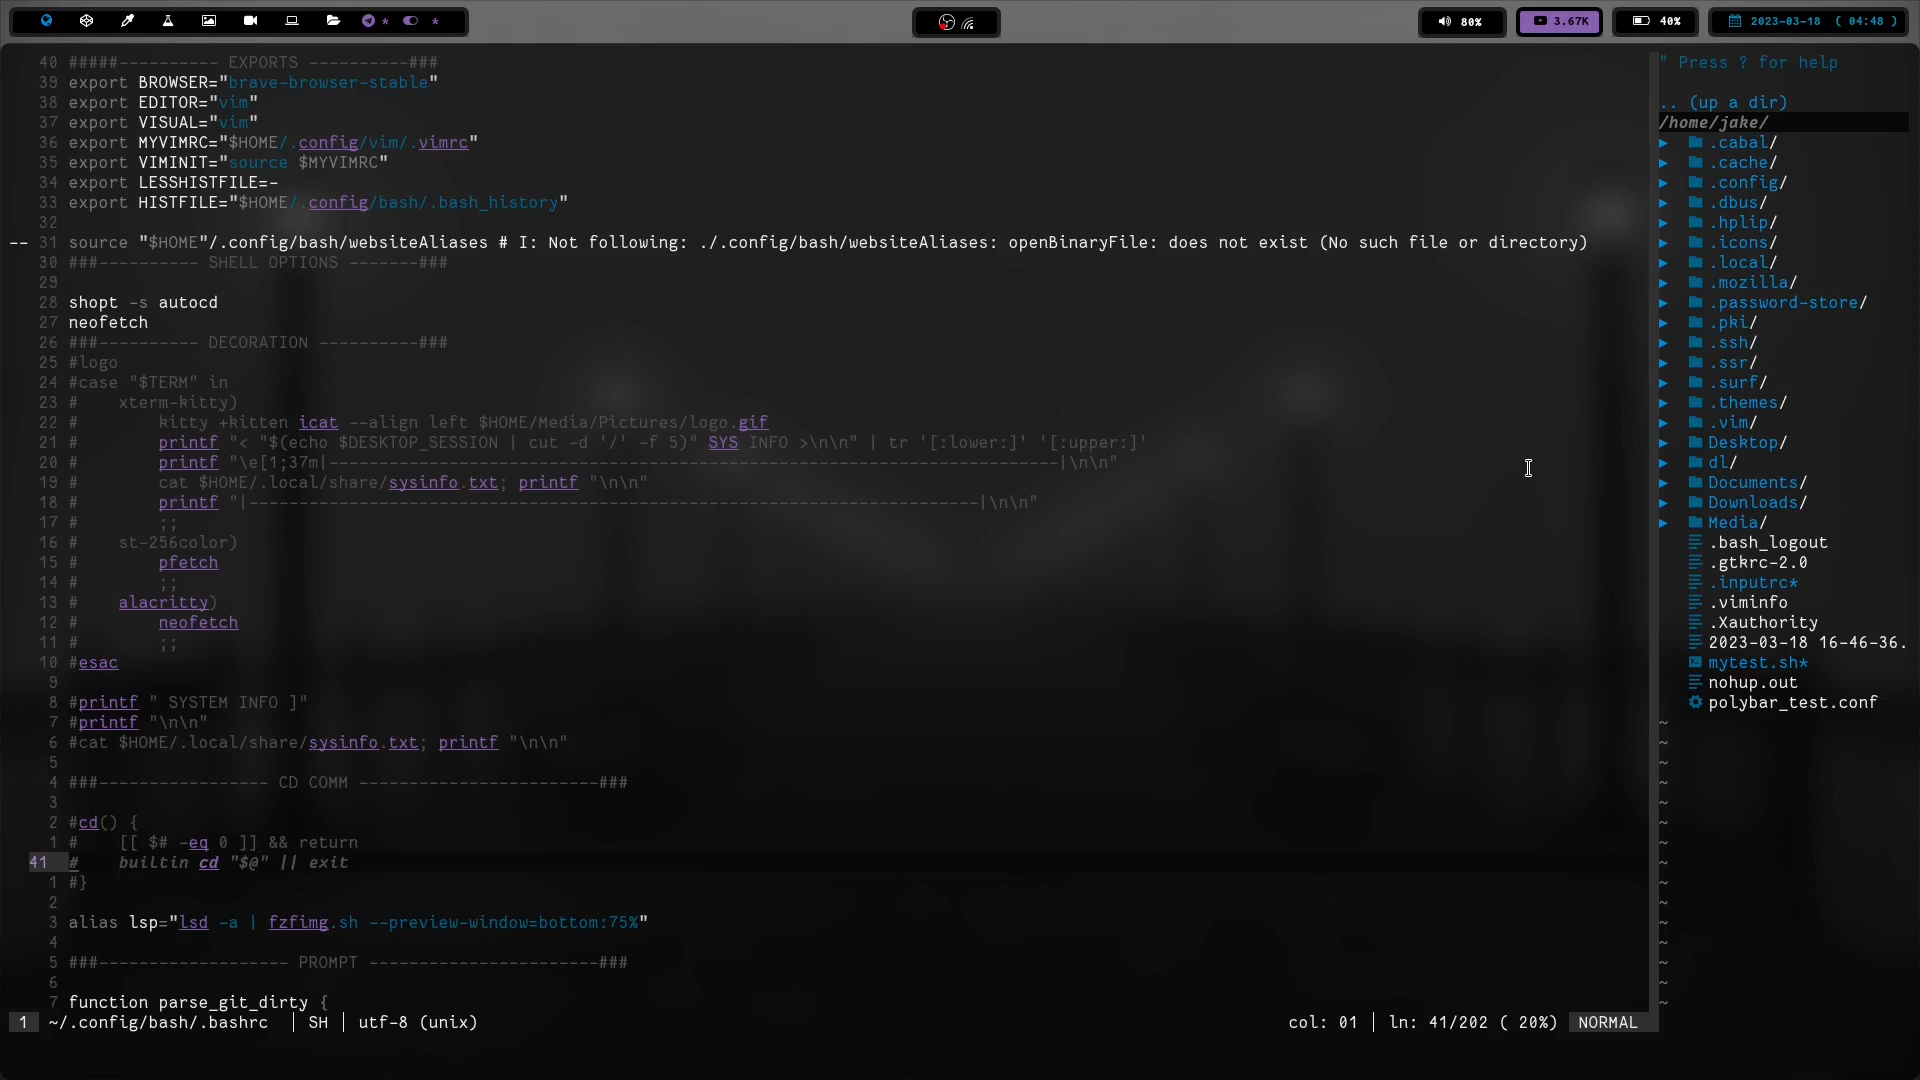 80%
3.67K
40%
2023-03-18 ( 04:48 )
40 #####---------- EXPORTS ----------###
39 export BROWSER="brave-browser-stable"
38 export EDITOR="vim"
37 export VISUAL="vim"
36 export MYVIMRC="$HOME/.config/vim/.vimrc"
35 export VIMINIT="source $MYVIMRC"
34 export LESSHISTFILE=-
33 export HISTFILE="$HOME/.config/bash/.bash_history"
32
-- 31 source "$HOME"/.config/bash/websiteAliases # I: Not following: ./.config/bash/websiteAliases: openBinaryFile: does not exist (No such file or directory)
30 ###---------- SHELL OPTIONS -------###
29
28 shopt -s autocd
27 neofetch
26 ###---------- DECORATION ----------###
25 #logo
24 #case "$TERM" in
23 #    xterm-kitty)
22 #        kitty +kitten icat --align left $HOME/Media/Pictures/logo.gif
21 #        printf "< "$(echo $DESKTOP_SESSION | cut -d '/' -f 5)" SYS INFO >\n\n" | tr '[:lower:]' '[:upper:]'
20 #        printf "\e[1;37m|-------------------------------------------------------------------------|\n\n"
19 #        cat $HOME/.local/share/sysinfo.txt; printf "\n\n"
18 #        printf "|-------------------------------------------------------------------------|\n\n"
17 #        ;;
16 #    st-256color)
15 #        pfetch
14 #        ;;
13 #    alacritty)
12 #        neofetch
11 #        ;;
10 #esac
9
8 #printf " SYSTEM INFO ]"
7 #printf "\n\n"
6 #cat $HOME/.local/share/sysinfo.txt; printf "\n\n"
5
4 ###----------------- CD COMM ------------------------###
3
2 #cd() {
1 #    [[ $# -eq 0 ]] && return
41 #    builtin cd "$@" || exit
1 #}
2
3 alias lsp="lsd -a | fzfimg.sh --preview-window=bottom:75%"
4
5 ###------------------- PROMPT -----------------------###
6
7 function parse_git_dirty {
1 ~/.config/bash/.bashrc | SH | utf-8 (unix)
col: 01 | ln: 41/202 ( 20%) NORMAL
" Press ? for help
.. (up a dir)
/home/jake/
.cabal/
.cache/
.config/
.dbus/
.hplip/
.icons/
.local/
.mozilla/
.password-store/
.pki/
.ssh/
.ssr/
.surf/
.themes/
.vim/
Desktop/
dl/
Documents/
Downloads/
Media/
.bash_logout
.gtkrc-2.0
.inputrc*
.viminfo
.Xauthority
2023-03-18 16-46-36.
mytest.sh*
nohup.out
polybar_test.conf